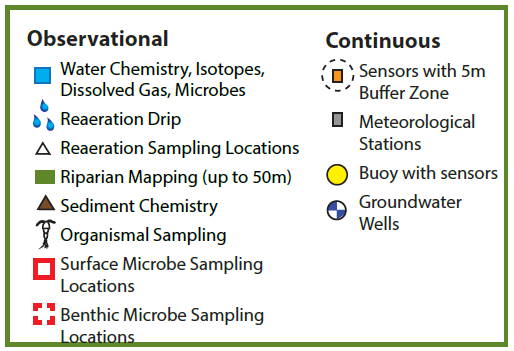 Observational
Water Chemistry, Isotopes,
Dissolved Gas, Microbes
Reaeration Drip
Reaeration Sampling Locations
Riparian Mapping (up to 50m)
Sediment Chemistry
Organismal Sampling
Surface Microbe Sampling
Locations
Benthic Microbe Sampling
Locations
Continuous
Sensors with 5m
Buffer Zone
Meteorological
Stations
Buoy with sensors
Groundwater
Wells